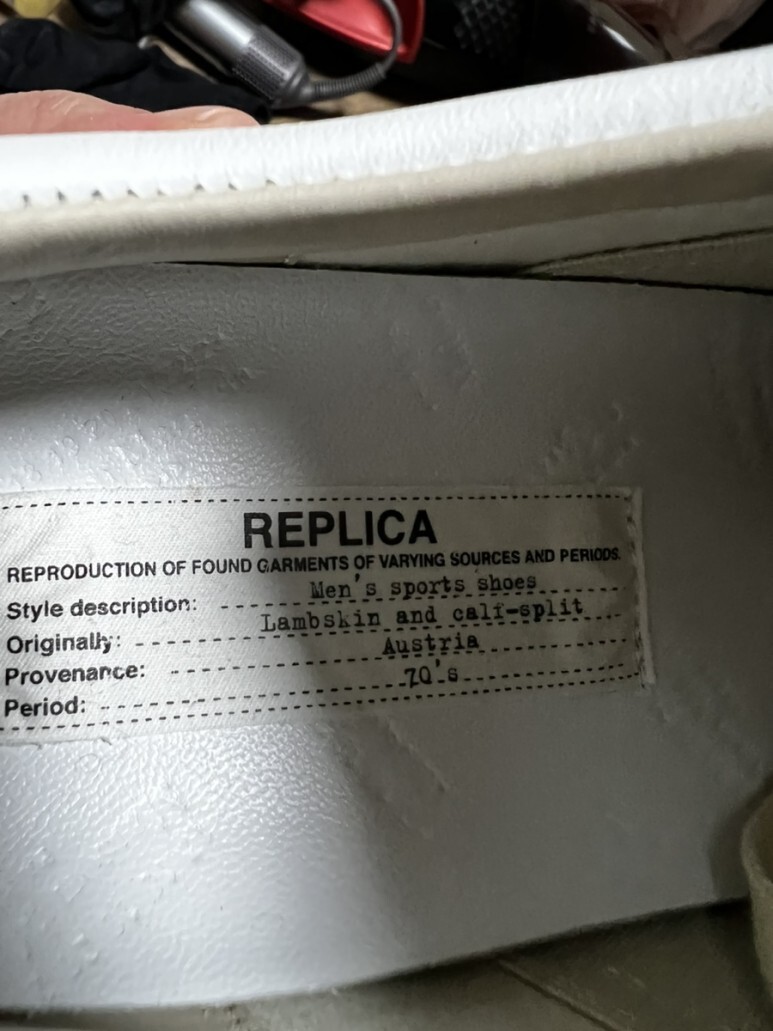 REPLICA
REPRODUCTION OF FOUND GARMENTS OF VARYING SOURCES AND PERIODS.
Style description: Men's sports shoes
Originally: Lambskin and calf-split
Provenance: Austria
Period: 70's